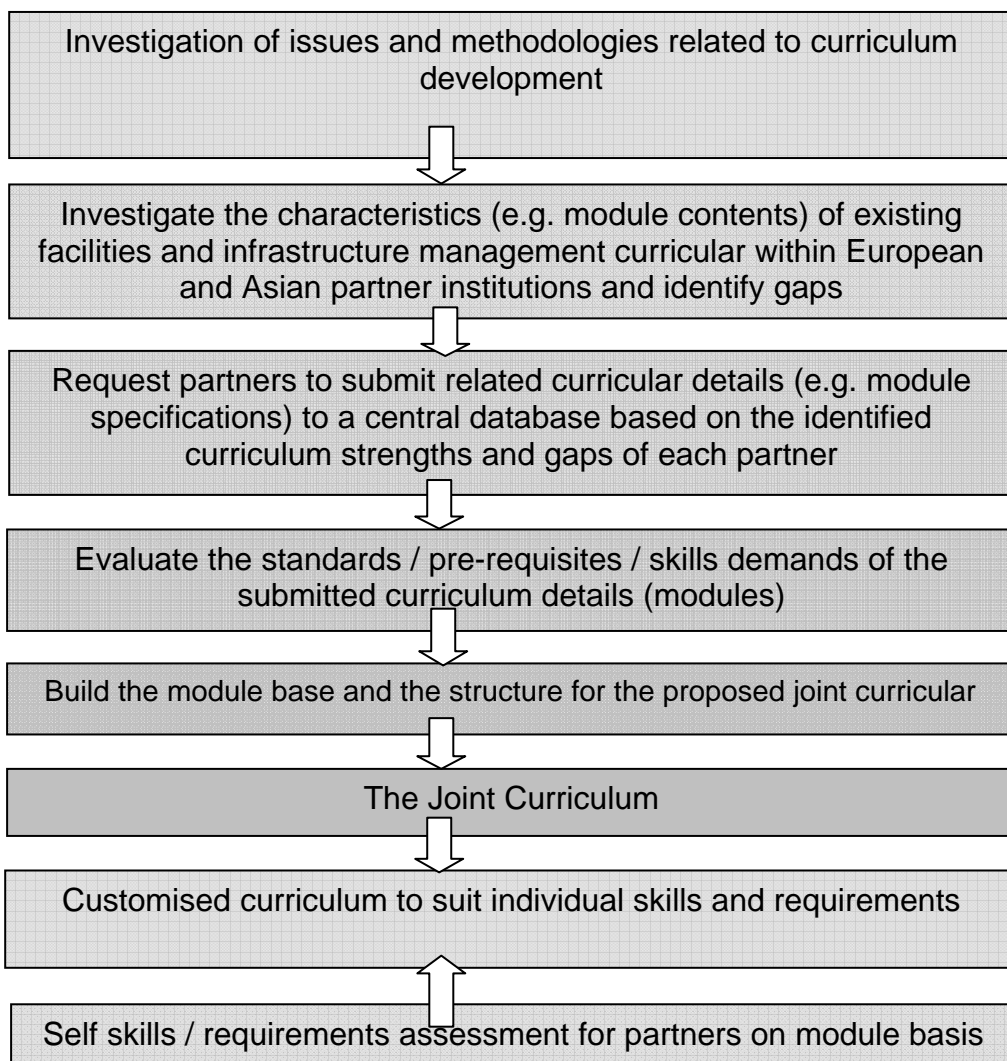 Investigation of issues and methodologies related to curriculum
development
Investigate the characteristics (e.g. module contents) of existing
facilities and infrastructure management curricular within European
and Asian partner institutions and identify gaps
Request partners to submit related curricular details (e.g. module
specifications) to a central database based on the identified
curriculum strengths and gaps of each partner
Evaluate the standards / pre-requisites / skills demands of the
submitted curriculum details (modules)
Build the module base and the structure for the proposed joint curricular
The Joint Curriculum
Customised curriculum to suit individual skills and requirements
Self skills / requirements assessment for partners on module basis